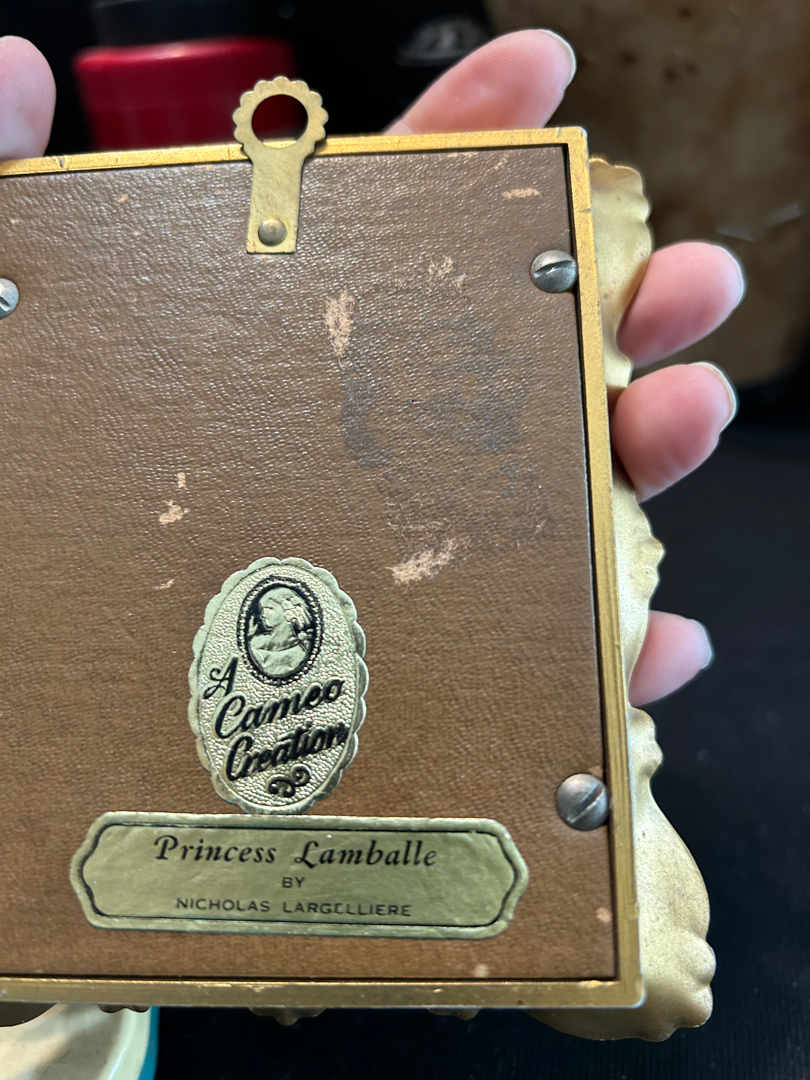 A
Cameo
Creation
Princess Lamballe
BY
NICHOLAS LARGELLIERE